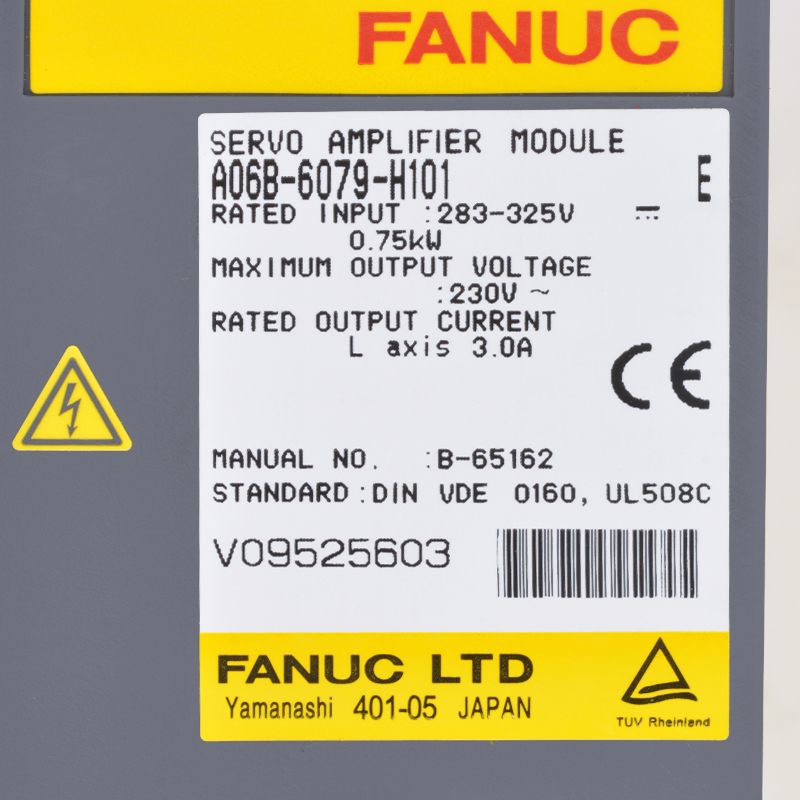 FANUC
SERVO AMPLIFIER MODULE
A06B-6079-H101 E
RATED INPUT :283-325V ⎓
0.75kW
MAXIMUM OUTPUT VOLTAGE
:230V ~
RATED OUTPUT CURRENT
L axis 3.0A
CE
MANUAL NO. :B-65162
STANDARD:DIN VDE 0160, UL508C
V09525603
FANUC LTD
Yamanashi 401-05 JAPAN
TUV Rheinland